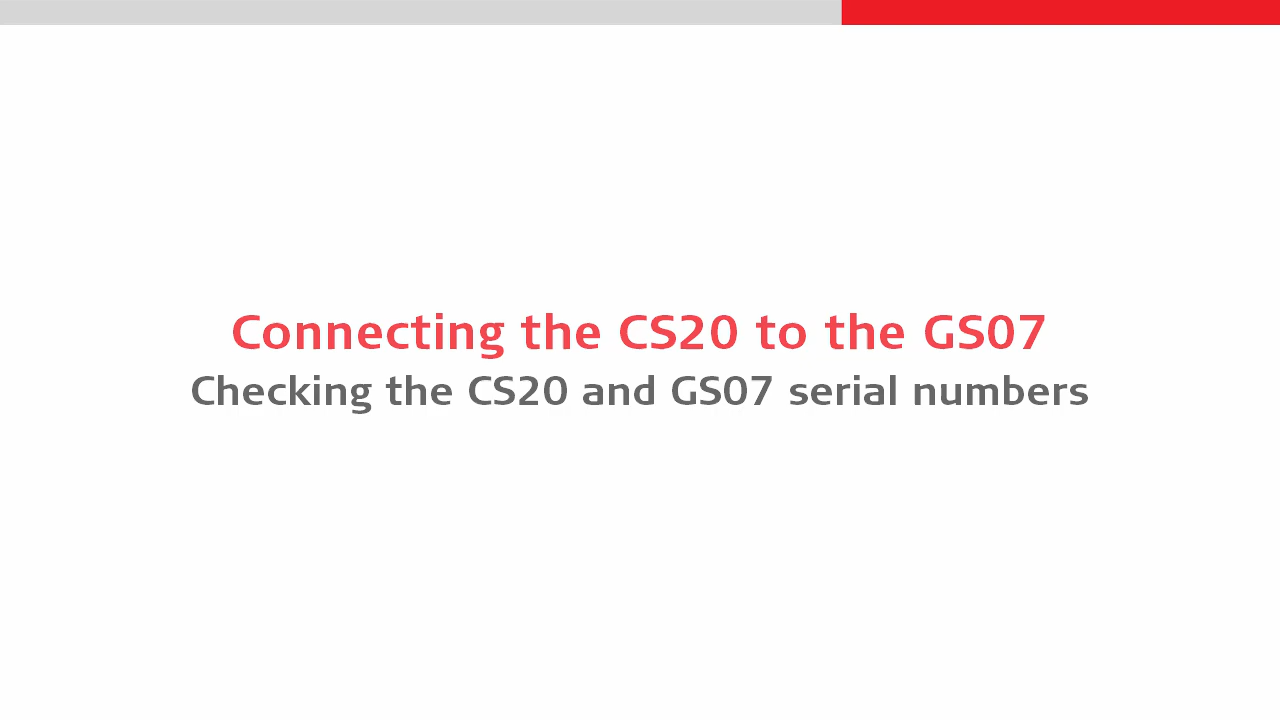 Connecting the CS20 to the GS07
Checking the CS20 and GS07 serial numbers